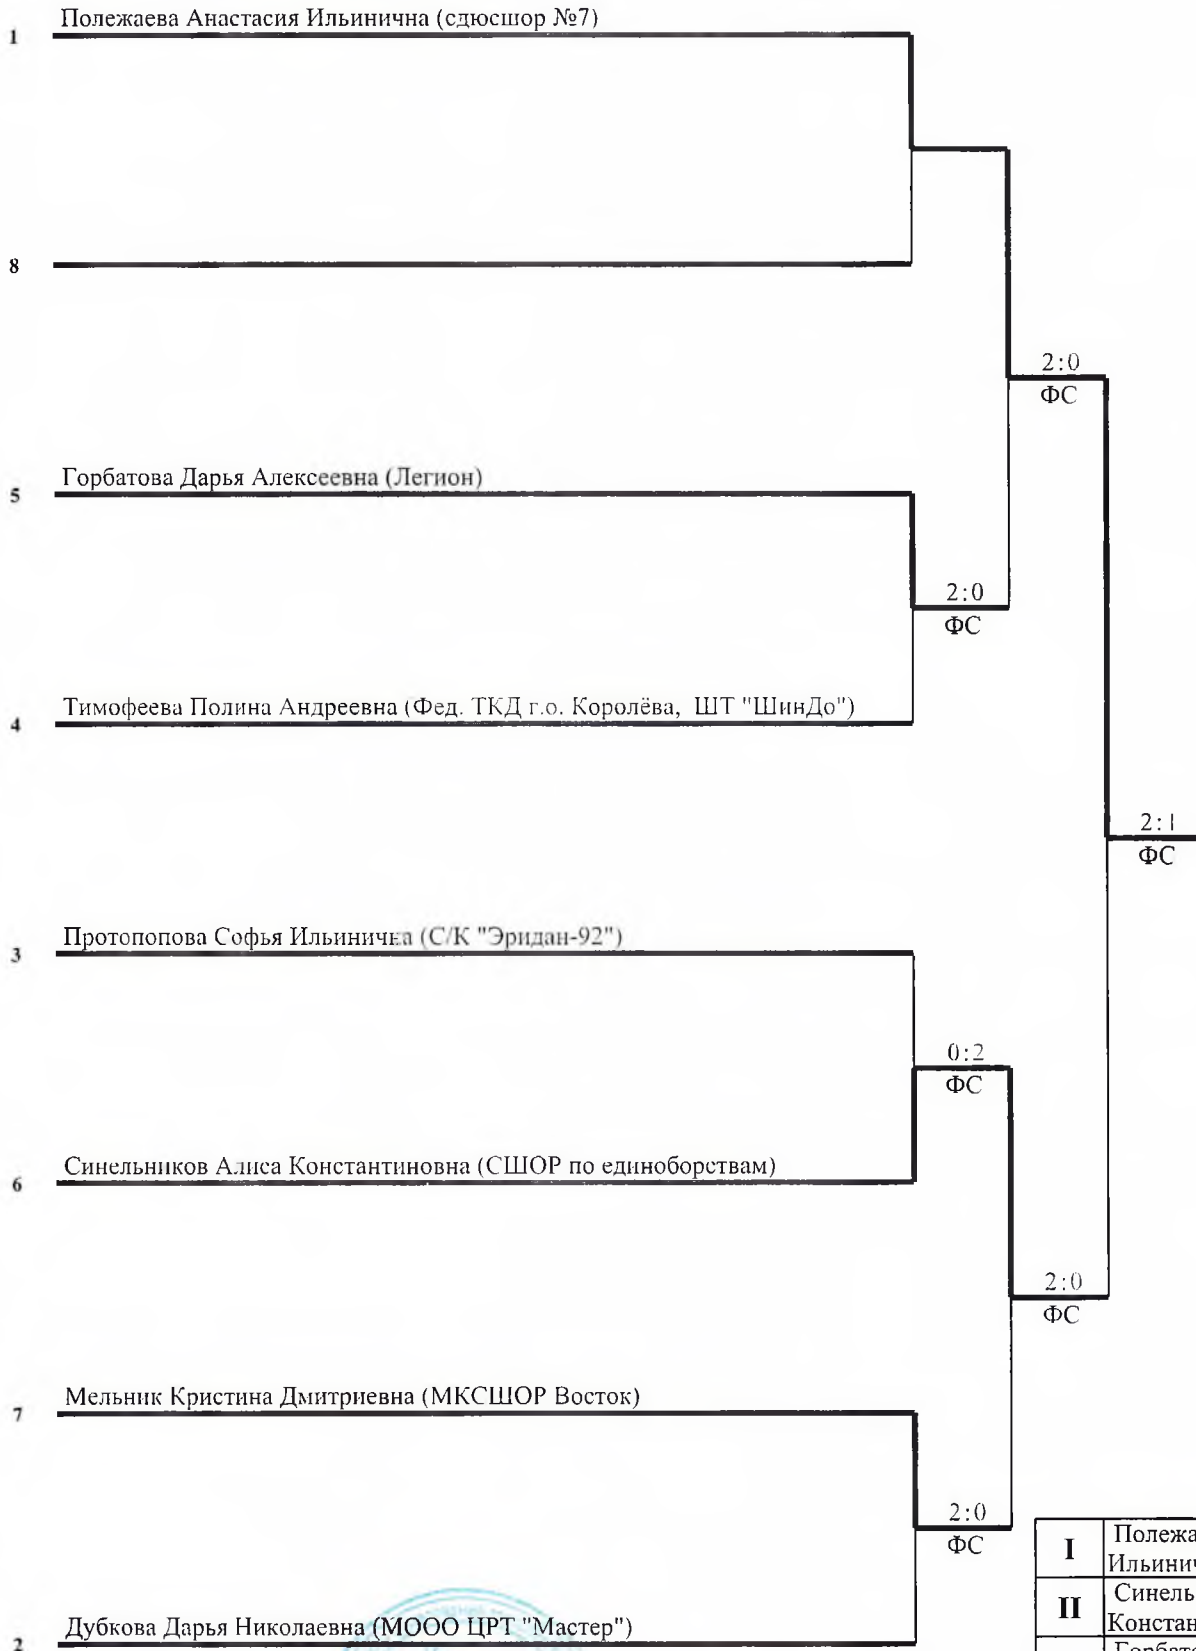 Полежаева Анастасия Ильинична (сдюсшор №7)
1
8
2:0
ФС
Горбатова Дарья Алексеевна (Легион)
5
2:0
ФС
Тимофеева Полина Андреевна (Фед. ТКД г.о. Королёва, ШТ "ШинДо")
4
2:1
ФС
Протопопова Софья Ильинична (С/К "Эридан-92")
3
0:2
ФС
Синельников Алиса Константиновна (СШОР по единоборствам)
6
2:0
ФС
Мельник Кристина Дмитриевна (МКСШОР Восток)
7
2:0
ФС
I Полежа
Ильинич
II Синель
Констан
Дубкова Дарья Николаевна (МООО ЦРТ "Мастер")
2